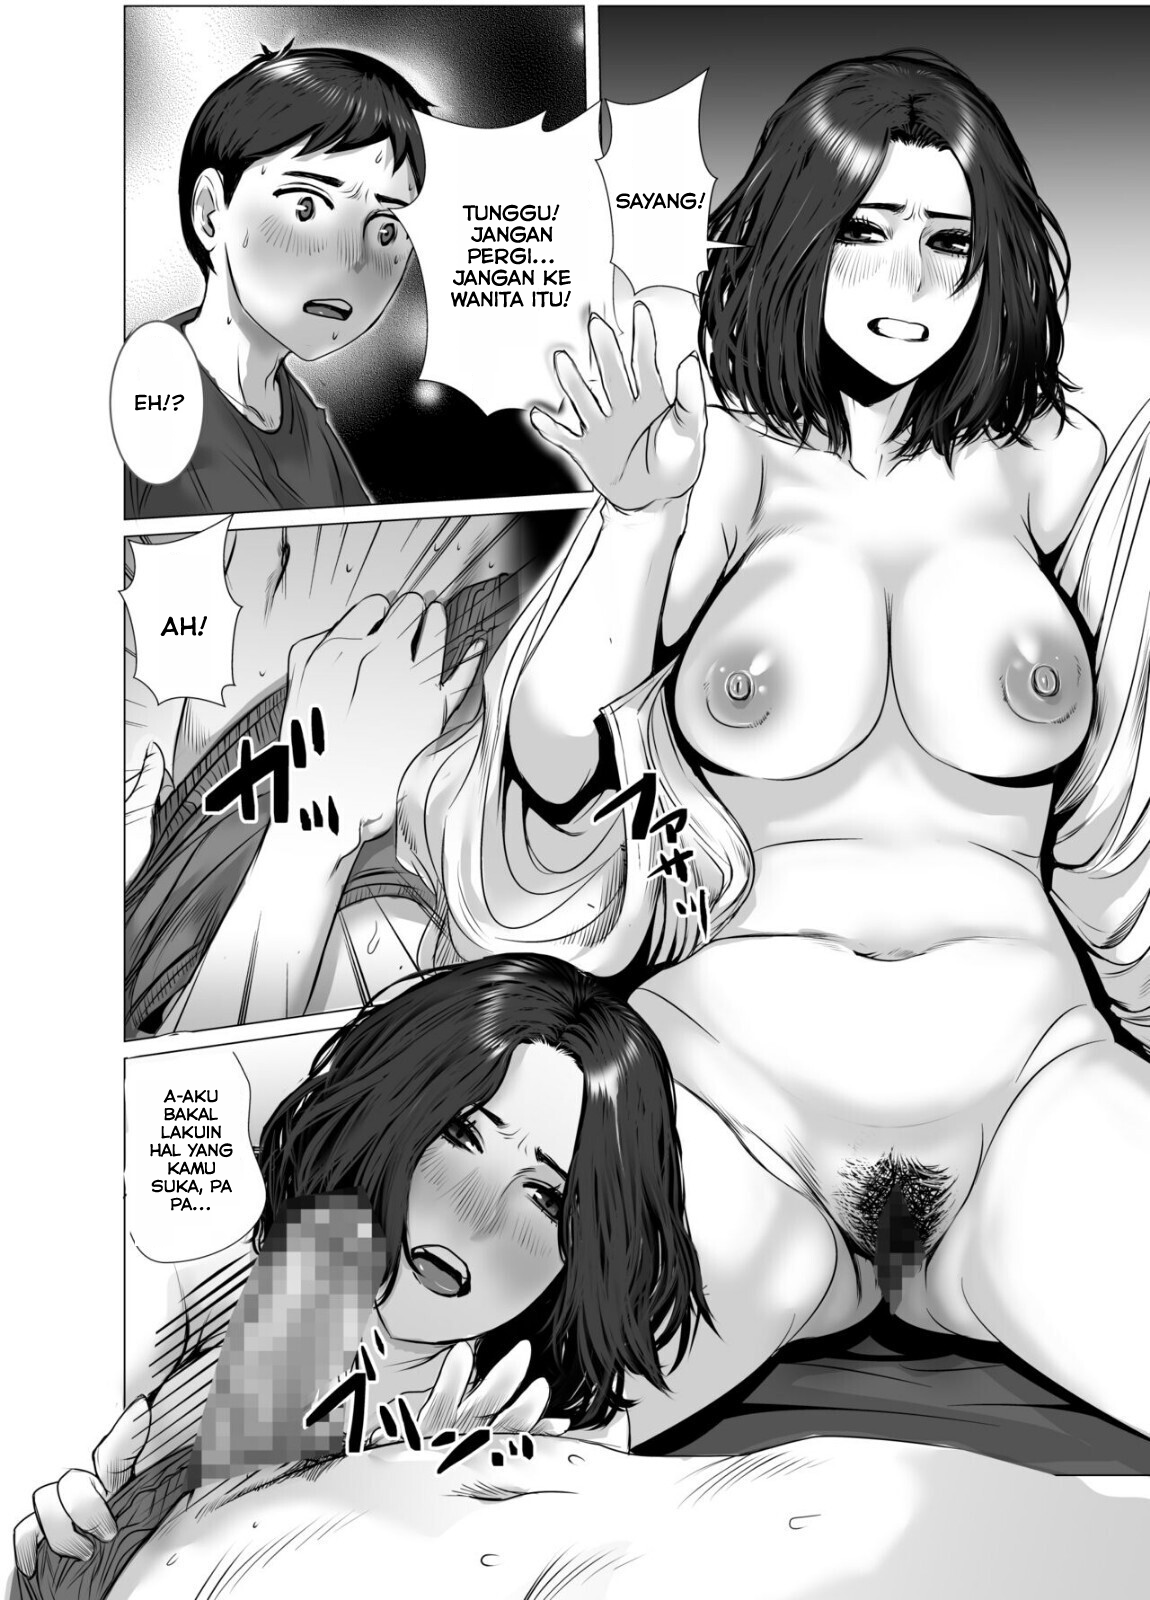 SAYANG!
TUNGGU!
JANGAN
PERGI...
JANGAN KE
WANITA ITU!
EH!?
ファサッ
AH!
ガッ
A-AKU
BAKAL
LAKUIN
HAL YANG
KAMU
SUKA, PA
PA...
ブルーンッ